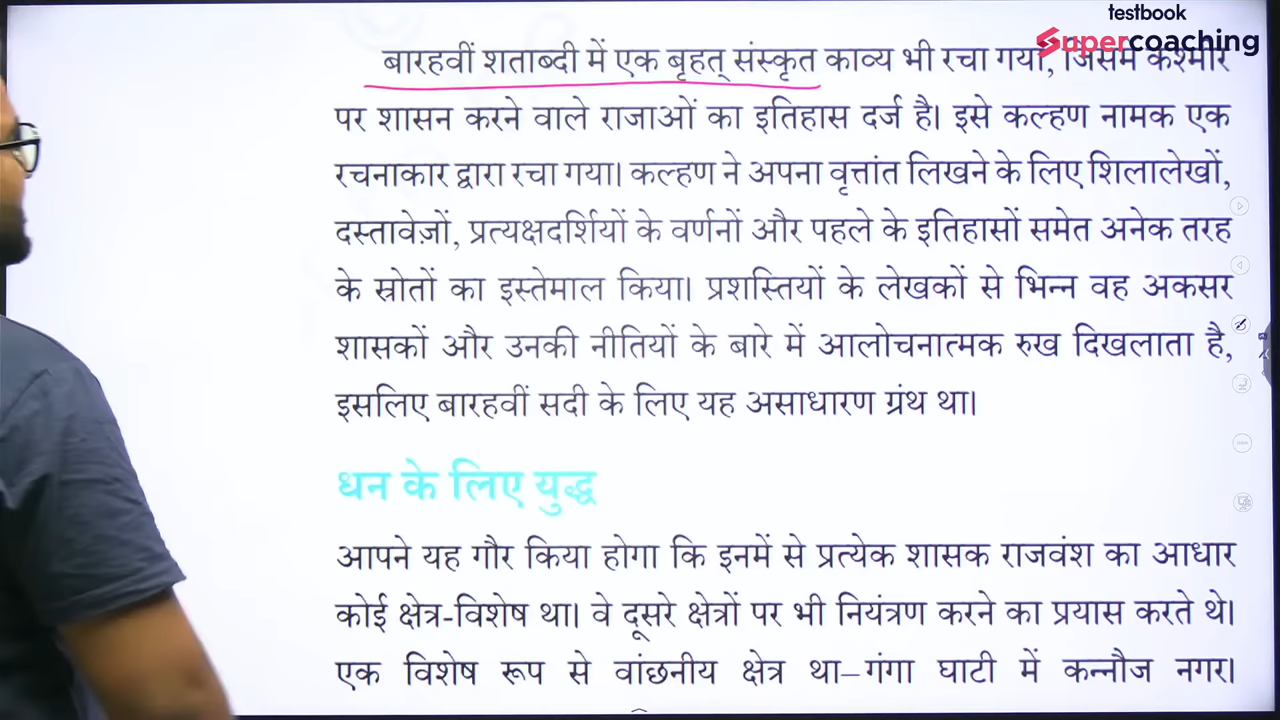 testbook
Supercoaching
बारहवीं शताब्दी में एक बृहत् संस्कृत काव्य भी रचा गया, जिसमें कश्मीर
पर शासन करने वाले राजाओं का इतिहास दर्ज है। इसे कल्हण नामक एक
रचनाकार द्वारा रचा गया। कल्हण ने अपना वृत्तांत लिखने के लिए शिलालेखों,
दस्तावेज़ों, प्रत्यक्षदर्शियों के वर्णनों और पहले के इतिहासों समेत अनेक तरह
के स्रोतों का इस्तेमाल किया। प्रशस्तियों के लेखकों से भिन्न वह अकसर
शासकों और उनकी नीतियों के बारे में आलोचनात्मक रुख दिखलाता है,
इसलिए बारहवीं सदी के लिए यह असाधारण ग्रंथ था।
धन के लिए युद्ध
आपने यह गौर किया होगा कि इनमें से प्रत्येक शासक राजवंश का आधार
कोई क्षेत्र-विशेष था। वे दूसरे क्षेत्रों पर भी नियंत्रण करने का प्रयास करते थे।
एक विशेष रूप से वांछनीय क्षेत्र था–गंगा घाटी में कन्नौज नगर।